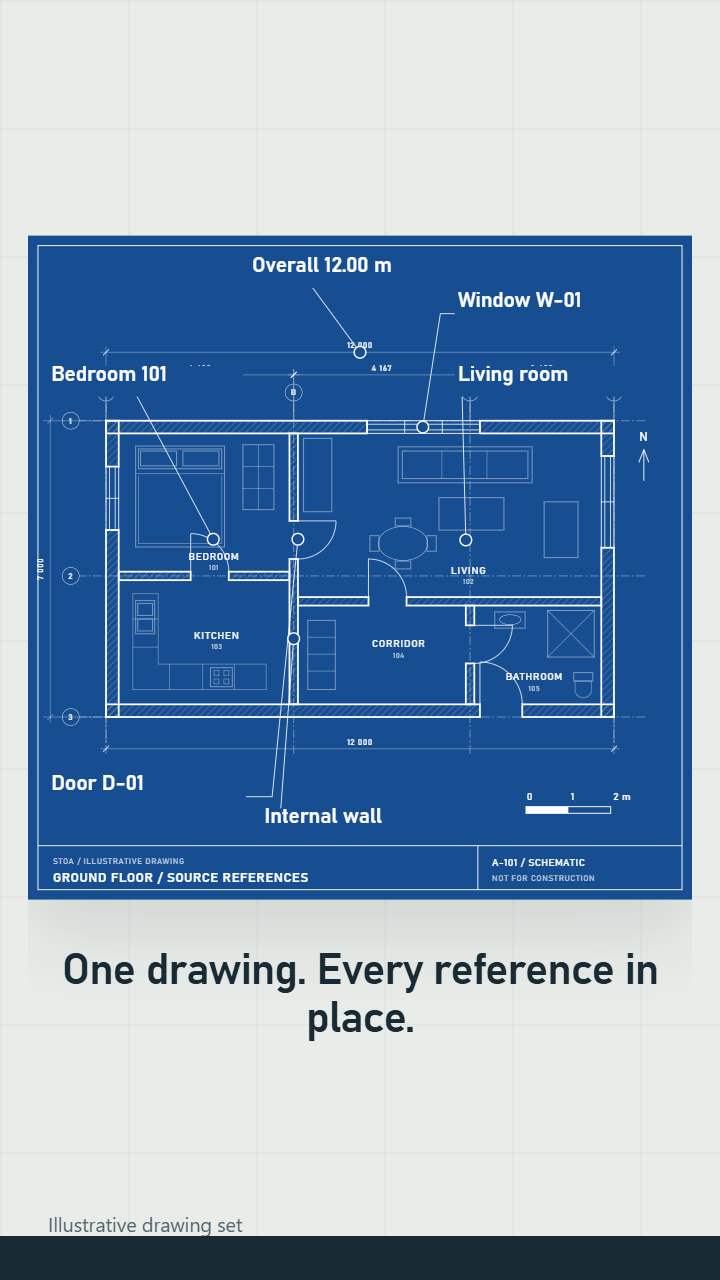 Overall 12.00 m
Window W-01
12 000
4 167
Bedroom 101
Living room
B
1
N
BEDROOM
101
LIVING
102
7 000
2
KITCHEN
103
CORRIDOR
104
BATHROOM
105
3
12 000
Door D-01
Internal wall
0 1 2 m
STOA / ILLUSTRATIVE DRAWING
GROUND FLOOR / SOURCE REFERENCES
A-101 / SCHEMATIC
NOT FOR CONSTRUCTION
One drawing. Every reference in
place.
Illustrative drawing set